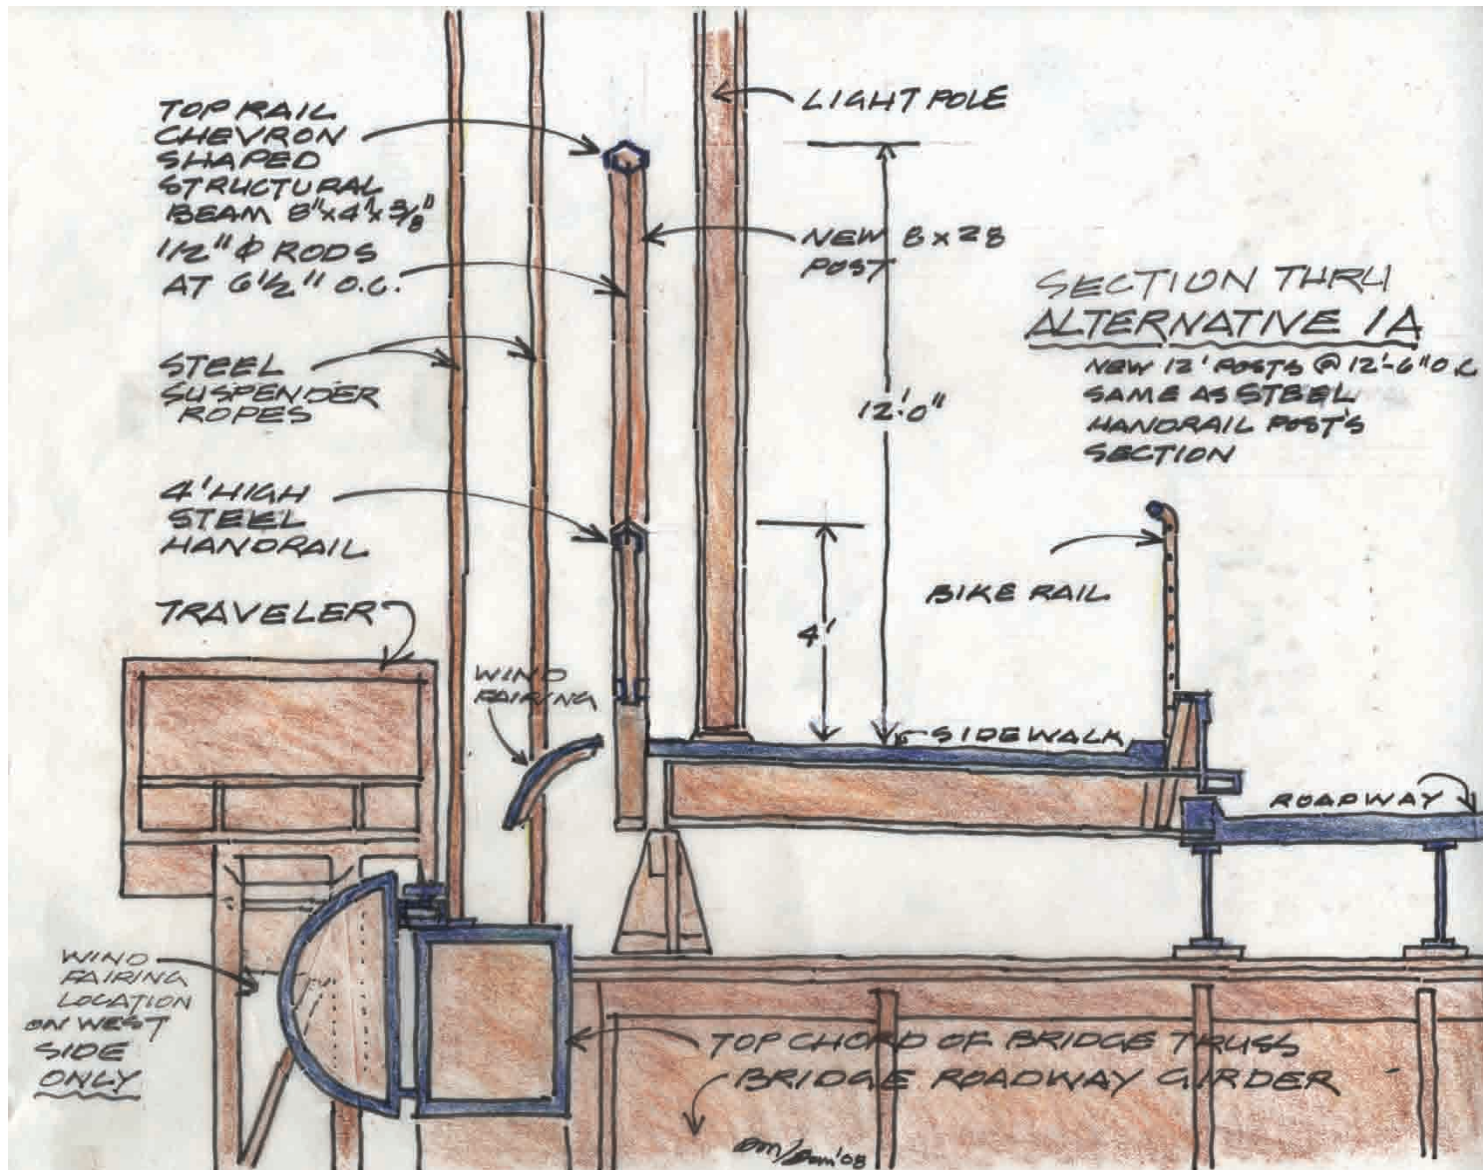 TOP RAIL
CHEVRON
SHAPED
STRUCTURAL
BEAM 8"x4"x3/8"
1/2" Φ RODS
AT 6 1/2" O.C.
STEEL
SUSPENDER
ROPES
4' HIGH
STEEL
HANDRAIL
TRAVELER
WIND
FAIRING
WIND
FAIRING
LOCATION
ON WEST
SIDE
ONLY
LIGHT POLE
NEW 8x28
POST
12'-0"
4'
SECTION THRU
ALTERNATIVE 1A
NEW 12' POSTS @ 12'-6" O.C
SAME AS STEEL
HANDRAIL POST'S
SECTION
BIKE RAIL
SIDEWALK
ROADWAY
TOP CHORD OF BRIDGE TRUSS
BRIDGE ROADWAY GIRDER